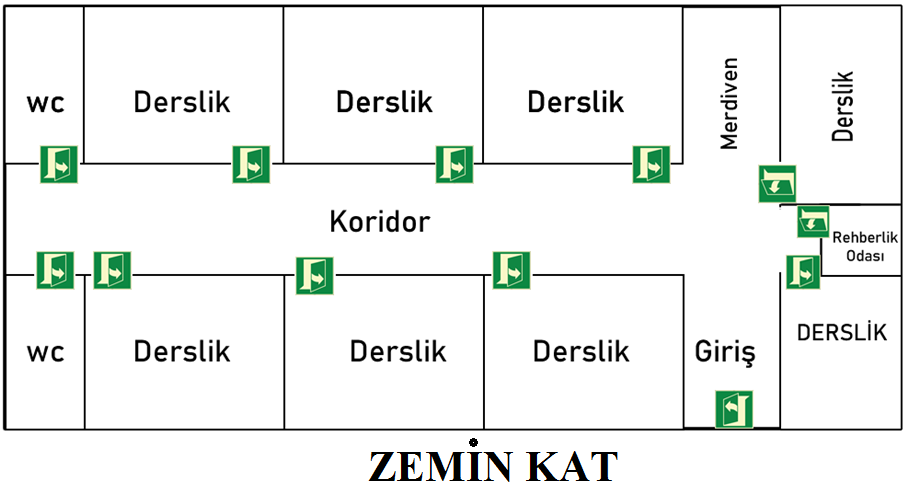 wc
Derslik
Derslik
Derslik
Merdiven
Derslik
Koridor
Rehberlik
Odası
wc
Derslik
Derslik
Derslik
Giriş
DERSLİK
ZEMİN KAT